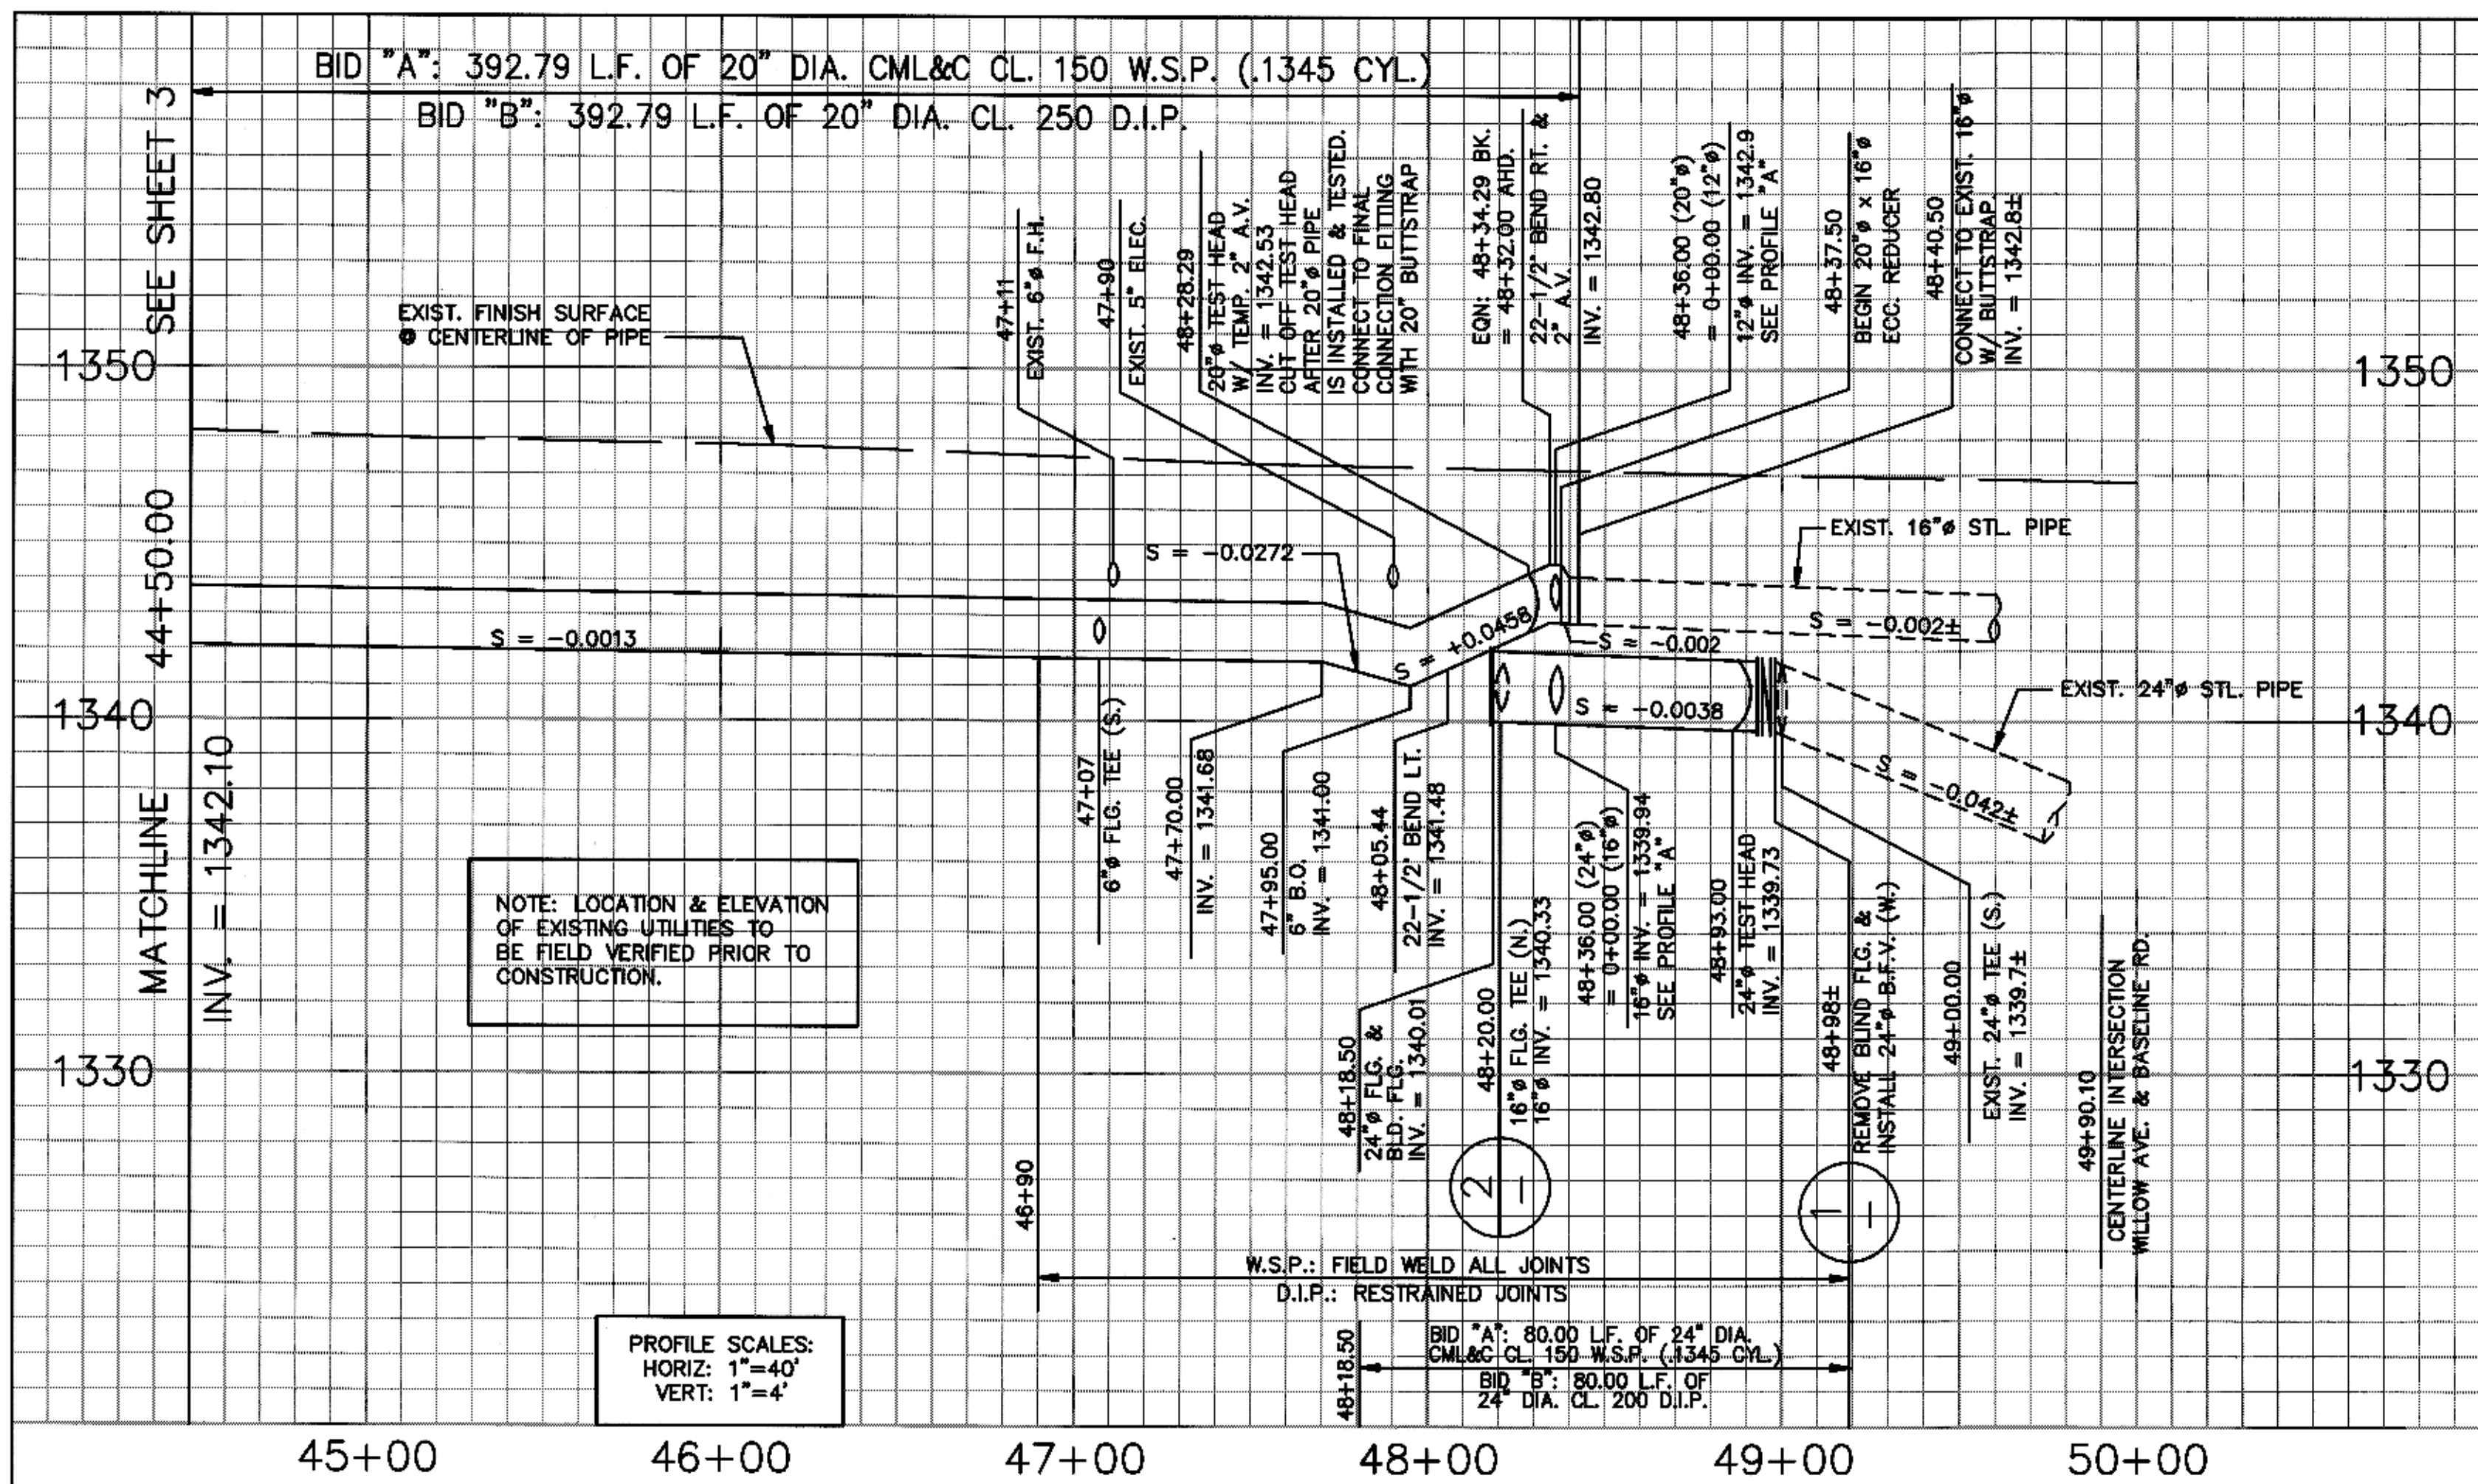 BID "A": 392.79 L.F. OF 20" DIA. CML&C CL. 150 W.S.P. (.1345 CYL.)
BID "B": 392.79 L.F. OF 20" DIA. CL. 250 D.I.P.
MATCHLINE 44+50.00 SEE SHEET 3
INV. = 1342.10
1350
1340
1330
1350
1340
1330
EXIST. FINISH SURFACE
@ CENTERLINE OF PIPE
47+11
EXIST. 6"ø F.H.
47+90
EXIST. 5" ELEC.
48+28.29
20"ø TEST HEAD
W/ TEMP. 2" A.V.
INV. = 1342.53
CUT OFF TEST HEAD
AFTER 20"ø PIPE
IS INSTALLED & TESTED.
CONNECT TO FINAL
CONNECTION FITTING
WITH 20" BUTTSTRAP
EQN: 48+34.29 BK.
= 48+32.00 AHD.
22-1/2° BEND RT. &
2" A.V.
INV. = 1342.80
48+36.00 (20"ø)
= 0+00.00 (12"ø)
12"ø INV. = 1342.9
SEE PROFILE "A"
48+37.50
BEGIN 20"ø x 16"ø
ECC. REDUCER
48+40.50
CONNECT TO EXIST. 16"ø
W/ BUTTSTRAP.
INV. = 1342.8±
EXIST. 16"ø STL. PIPE
S = -0.0272
S = -0.0013
S = +0.0458
S = -0.002
S = -0.002±
S = -0.0038
EXIST. 24"ø STL. PIPE
S = -0.042±
NOTE: LOCATION & ELEVATION
OF EXISTING UTILITIES TO
BE FIELD VERIFIED PRIOR TO
CONSTRUCTION.
47+07
6"ø FLG. TEE (S.)
47+70.00
INV. = 1341.68
47+95.00
6" B.O.
INV. = 1341.00
48+05.44
22-1/2° BEND LT.
INV. = 1341.48
48+18.50
24"ø FLG. &
BLD. FLG.
INV. = 1340.01
48+20.00
16"ø FLG. TEE (N.)
16"ø INV. = 1340.33
48+36.00 (24"ø)
= 0+00.00 (16"ø)
16"ø INV. = 1339.94
SEE PROFILE "A"
48+93.00
24"ø TEST HEAD
INV. = 1339.73
48+98±
REMOVE BLIND FLG. &
INSTALL 24"ø B.F.V. (W.)
49+00.00
EXIST. 24"ø TEE (S.)
INV. = 1339.7±
49+90.10
CENTERLINE INTERSECTION
WILLOW AVE. & BASELINE RD.
2
–
1
–
46+90
W.S.P.: FIELD WELD ALL JOINTS
D.I.P.: RESTRAINED JOINTS
48+18.50
BID "A": 80.00 L.F. OF 24" DIA.
CML&C CL. 150 W.S.P. (.1345 CYL.)
BID "B": 80.00 L.F. OF
24" DIA. CL. 200 D.I.P.
PROFILE SCALES:
HORIZ: 1"=40'
VERT: 1"=4'
45+00
46+00
47+00
48+00
49+00
50+00